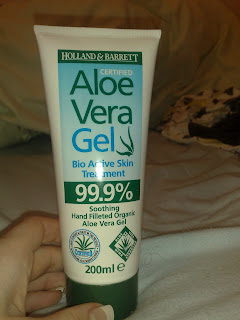 HOLLAND & BARRETT
CERTIFIED
Aloe
Vera
Gel
Bio Active Skin
Treatment
99.9%
Soothing
Hand Filleted Organic
Aloe Vera Gel
200ml e